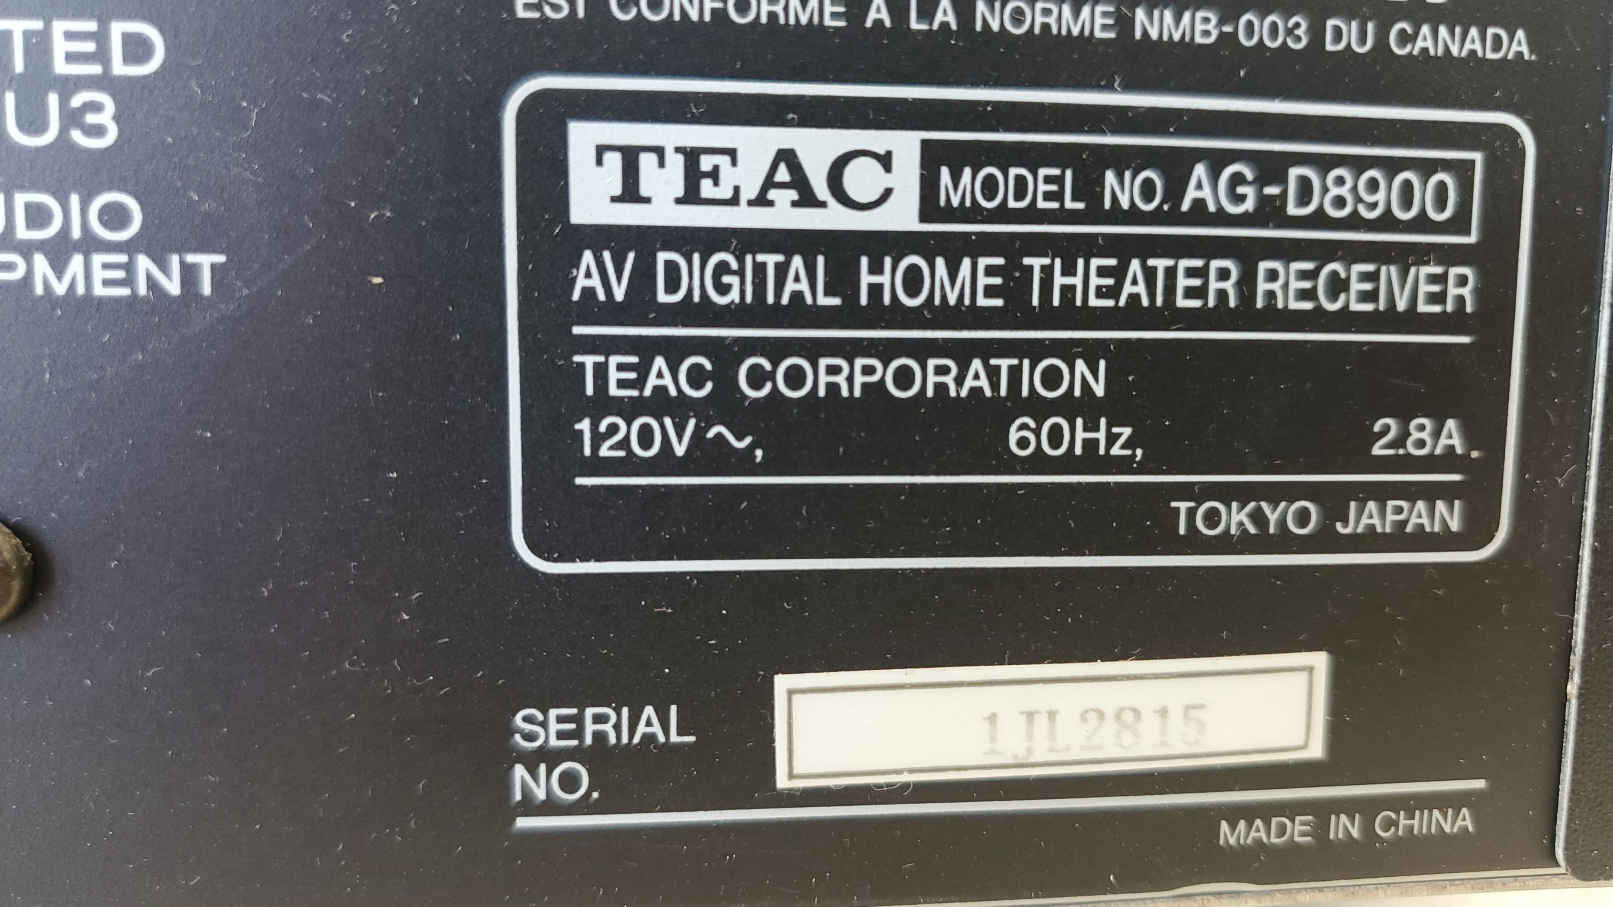 EST CONFORME A LA NORME NMB-003 DU CANADA.
TED
U3
UDIO
PMENT
TEAC MODEL NO. AG-D8900
AV DIGITAL HOME THEATER RECEIVER
TEAC CORPORATION
120V～, 60Hz, 2.8A.
TOKYO JAPAN
SERIAL
NO. 1JL2815
MADE IN CHINA